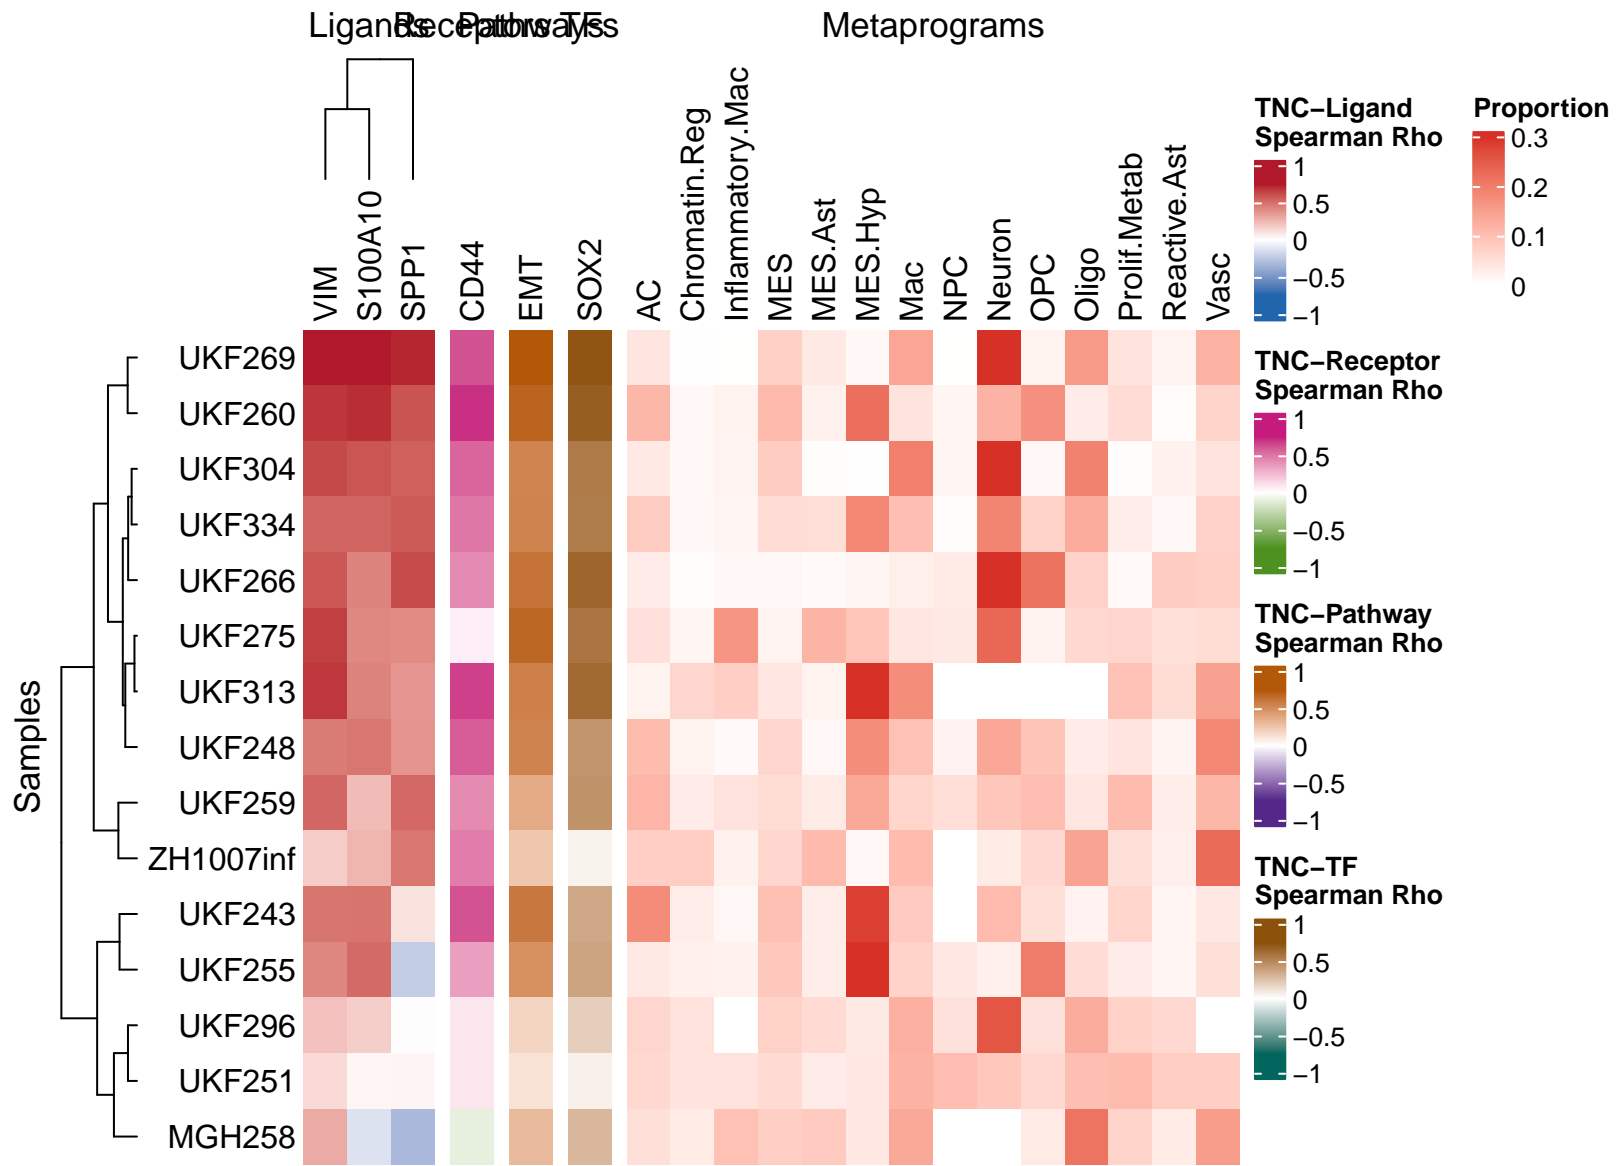 Ligands Receptors Pathways TFs Metaprograms
VIM
S100A10
SPP1
CD44
EMT
SOX2
AC
Chromatin.Reg
Inflammatory.Mac
MES
MES.Ast
MES.Hyp
Mac
NPC
Neuron
OPC
Oligo
Prolif.Metab
Reactive.Ast
Vasc
Samples
UKF269
UKF260
UKF304
UKF334
UKF266
UKF275
UKF313
UKF248
UKF259
ZH1007inf
UKF243
UKF255
UKF296
UKF251
MGH258
TNC−Ligand
Spearman Rho
1
0.5
0
−0.5
−1
TNC−Receptor
Spearman Rho
1
0.5
0
−0.5
−1
TNC−Pathway
Spearman Rho
1
0.5
0
−0.5
−1
TNC−TF
Spearman Rho
1
0.5
0
−0.5
−1
Proportion
0.3
0.2
0.1
0